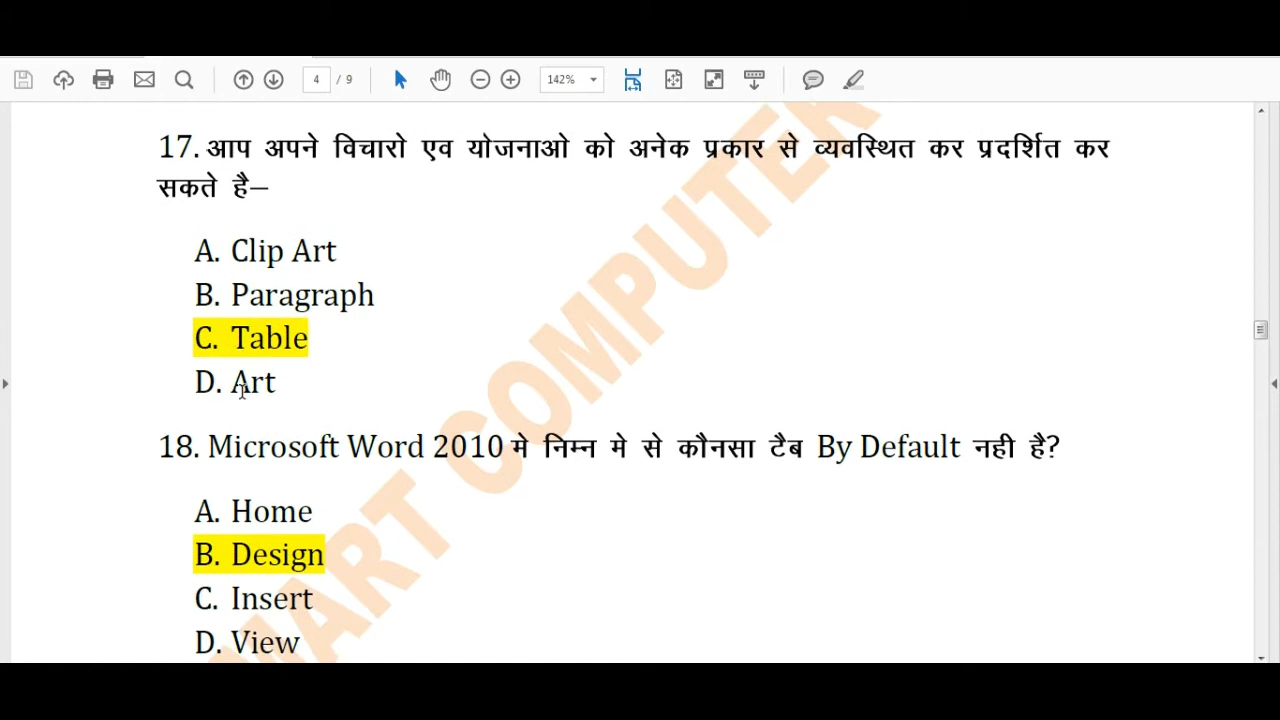 4 / 9
142%
17. आप अपने विचारो एव योजनाओ को अनेक प्रकार से व्यवस्थित कर प्रदर्शित कर
सकते है–
A. Clip Art
B. Paragraph
C. Table
D. Art
18. Microsoft Word 2010 मे निम्न मे से कौनसा टैब By Default नही है?
A. Home
B. Design
C. Insert
D. View
MART COMPUTER